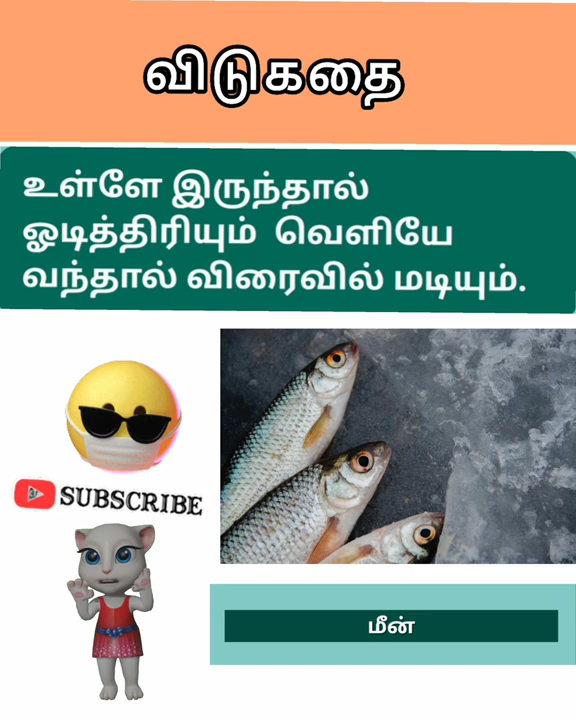 விடுகதை
உள்ளே இருந்தால்
ஓடித்திரியும் வெளியே
வந்தால் விரைவில் மடியும்.
SUBSCRIBE
மீன்